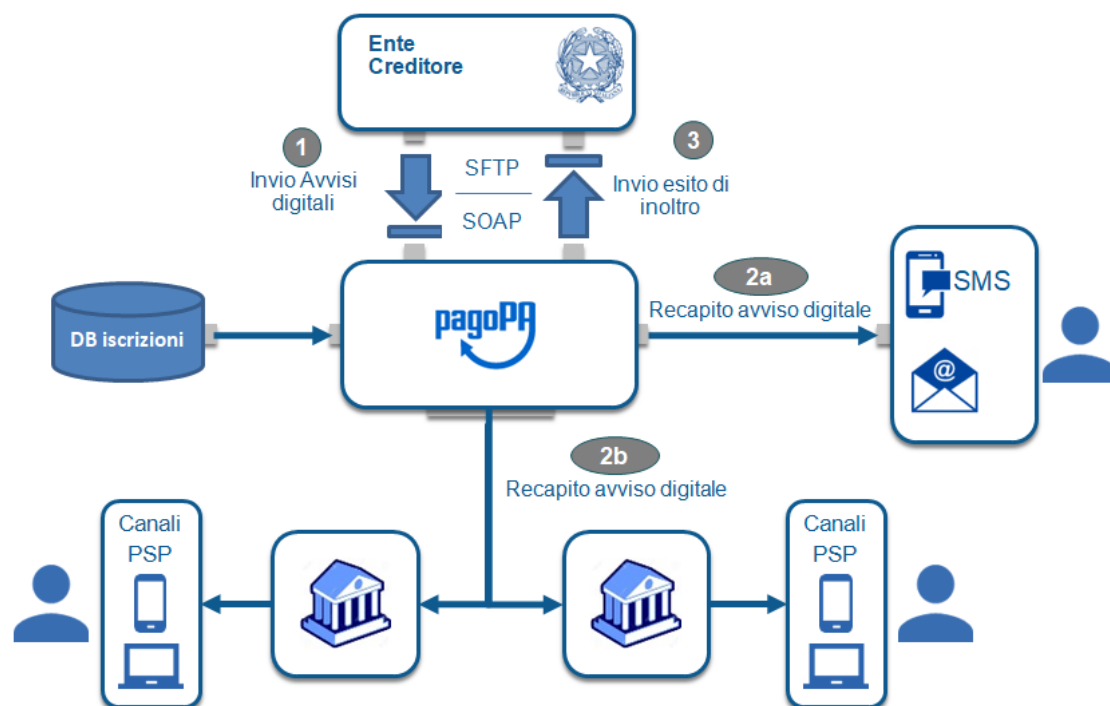 Ente
Creditore
1
Invio Avvisi
digitali
SFTP
SOAP
3
Invio esito di
inoltro
DB iscrizioni
pagoPA
2a
Recapito avviso digitale
SMS
@
2b
Recapito avviso digitale
Canali
PSP
Canali
PSP